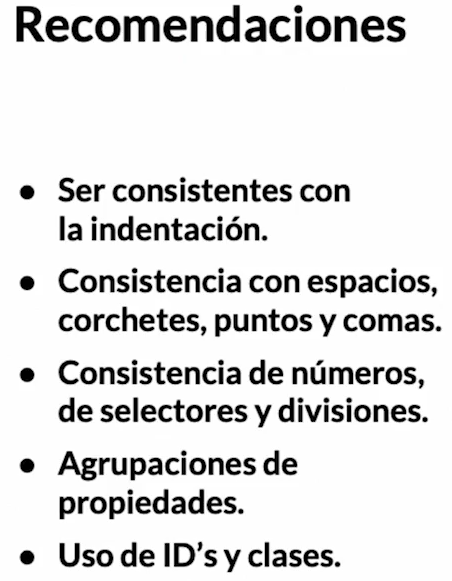 Recomendaciones
● Ser consistentes con
la indentación.
● Consistencia con espacios,
corchetes, puntos y comas.
● Consistencia de números,
de selectores y divisiones.
● Agrupaciones de
propiedades.
● Uso de ID’s y clases.